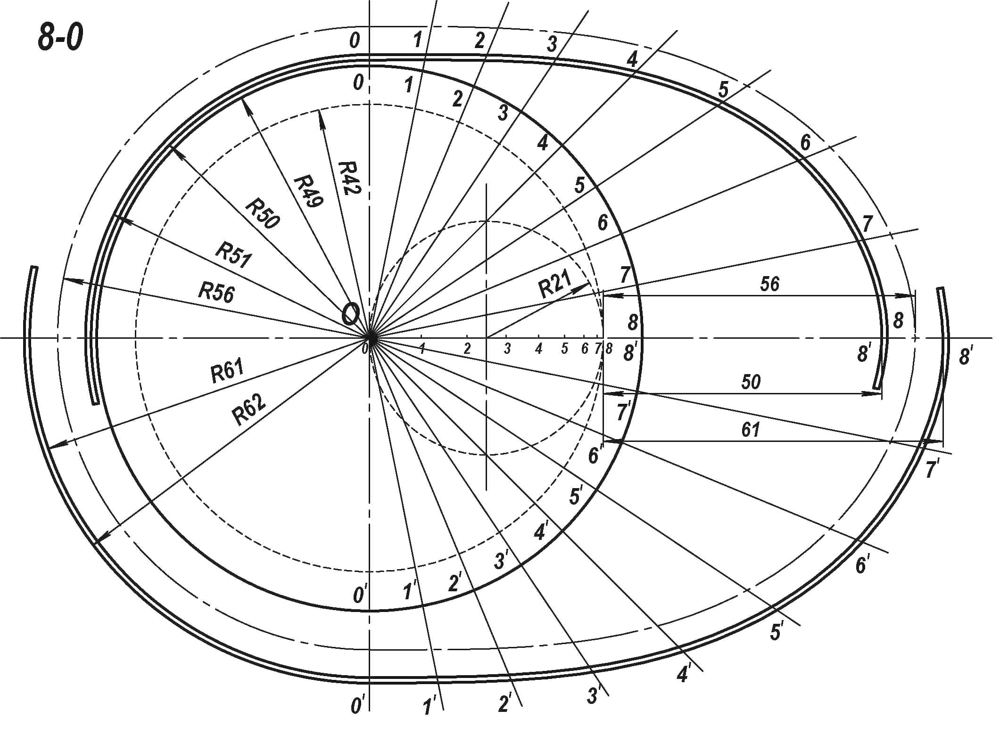 8-0
0 1 2 3 4 5 6 7 8
0 1 2 3 4 5 6 7 8
R42
R49
R50
R51
R56
R61
R62
R21
O
56
0 1 2 3 4 5 6 7 8
8' 8' 8'
50
61
7' 6' 5' 4' 3' 2' 1' 0'
7' 6' 5' 4' 3' 2' 1' 0'